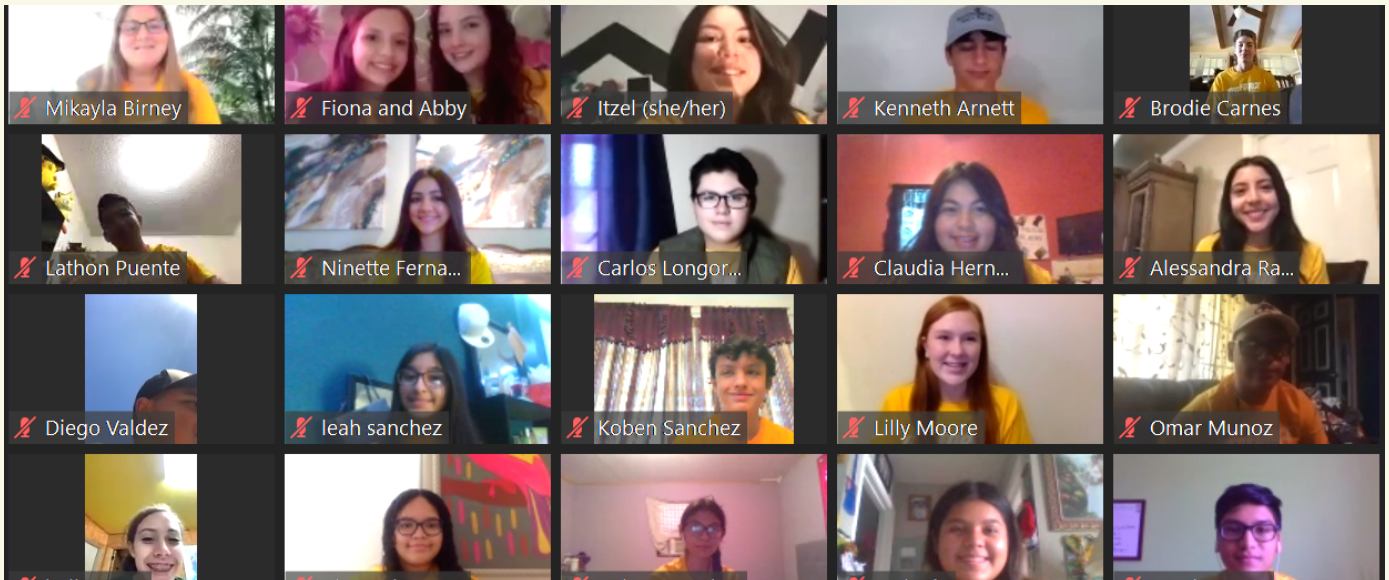 Mikayla Birney
Fiona and Abby
Itzel (she/her)
Kenneth Arnett
Brodie Carnes
Lathon Puente
Ninette Ferna...
Carlos Longor...
Claudia Hern...
Alessandra Ra...
Diego Valdez
leah sanchez
Koben Sanchez
Lilly Moore
Omar Munoz